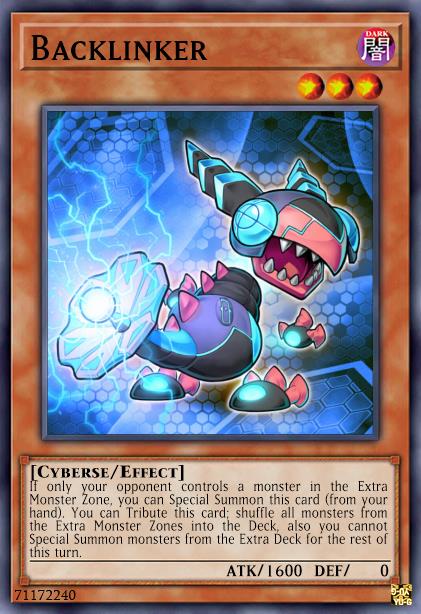 BACKLINKER
DARK
闇
[CYBERSE/EFFECT]
If only your opponent controls a monster in the Extra
Monster Zone, you can Special Summon this card (from your
hand). You can Tribute this card; shuffle all monsters from
the Extra Monster Zones into the Deck, also you cannot
Special Summon monsters from the Extra Deck for the rest of
this turn.
ATK/1600 DEF/ 0
71172240